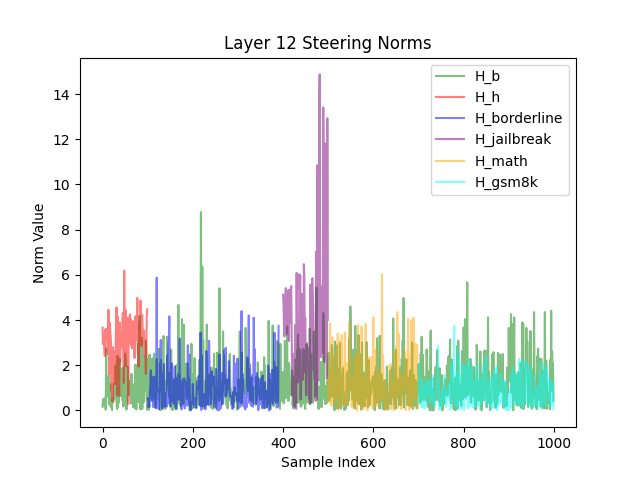 Layer 12 Steering Norms
Norm Value
14
12
10
8
6
4
2
0
H_b
H_h
H_borderline
H_jailbreak
H_math
H_gsm8k
0 200 400 600 800 1000
Sample Index